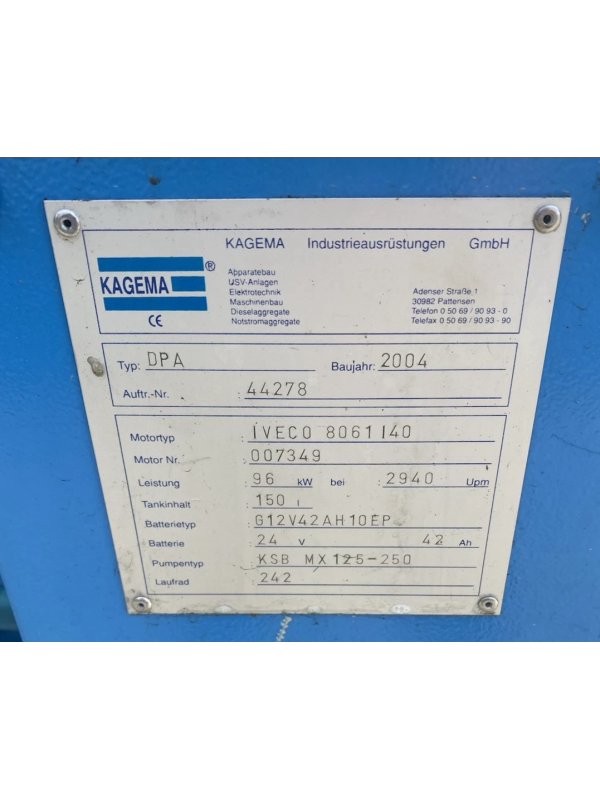 KAGEMA Industrieausrüstungen GmbH
KAGEMA ®
CE
Apparatebau
USV-Anlagen
Elektrotechnik
Maschinenbau
Dieselaggregate
Notstromaggregate
Adenser Straße 1
30982 Pattensen
Telefon 0 50 69 / 90 93 - 0
Telefax 0 50 69 / 90 93 - 90
Typ: DPA Baujahr: 2004
Auftr.-Nr. : 44278
Motortyp : IVECO 8061 I40
Motor Nr. : 007349
Leistung : 96 kW bei : 2940 Upm
Tankinhalt : 150 l
Batterietyp : G12V42AH10EP
Batterie : 24 V 42 Ah
Pumpentyp : KSB MX125-250
Laufrad : 242